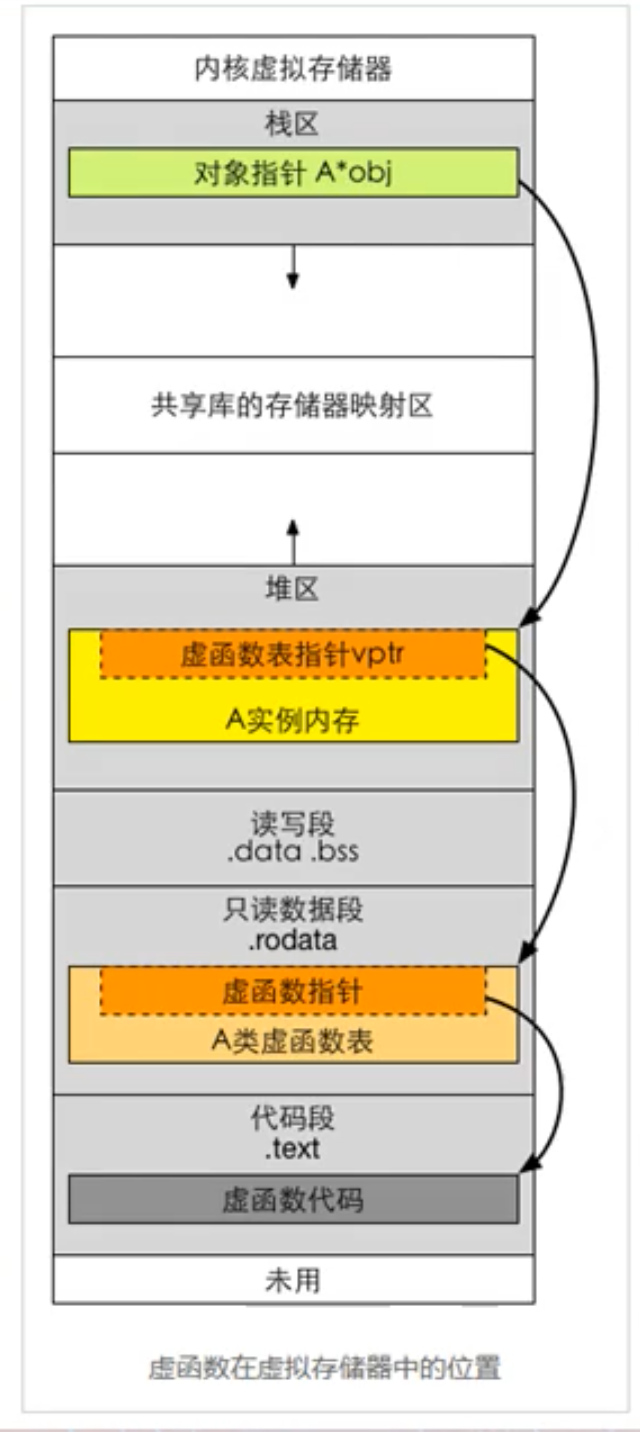 内核虚拟存储器
栈区
对象指针 A*obj
共享库的存储器映射区
堆区
虚函数表指针vptr
A实例内存
读写段
.data .bss
只读数据段
.rodata
虚函数指针
A类虚函数表
代码段
.text
虚函数代码
未用
虚函数在虚拟存储器中的位置